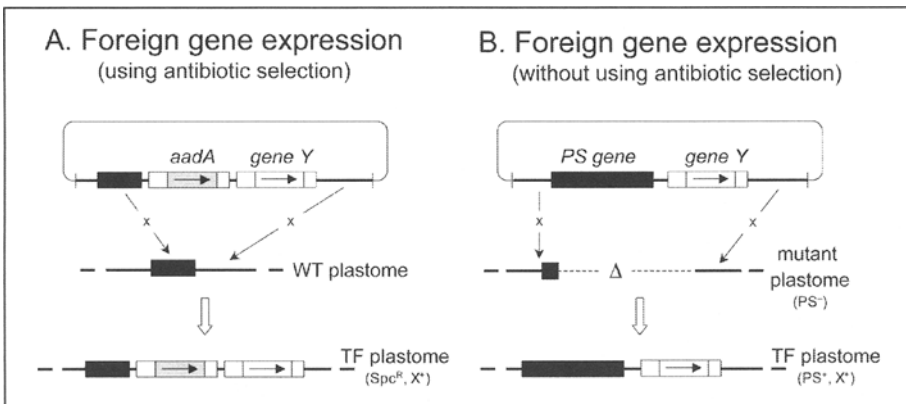 A. Foreign gene expression
(using antibiotic selection)
aadA
gene Y
x
x
WT plastome
TF plastome
(Spcᴿ, X⁺)
B. Foreign gene expression
(without using antibiotic selection)
PS gene
gene Y
x
x
Δ
mutant
plastome
(PS⁻)
TF plastome
(PS⁺, X⁺)